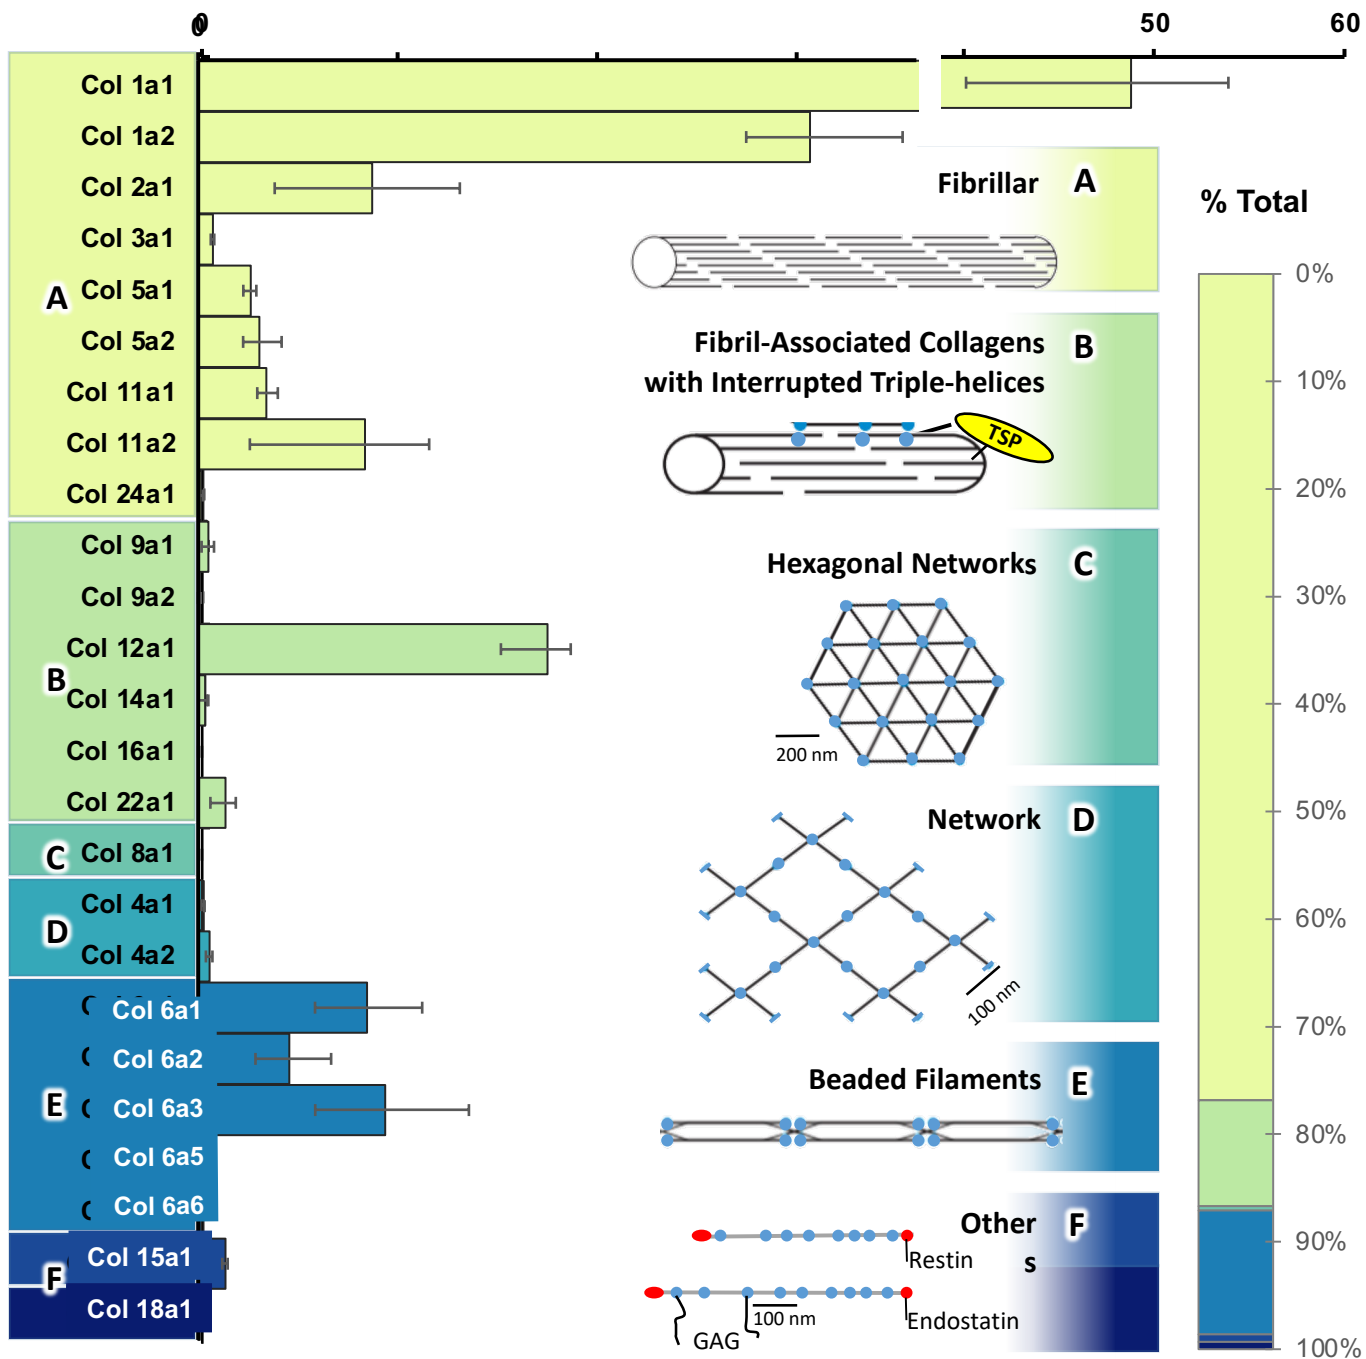 0
50
60
Col 1a1
Col 1a2
Col 2a1
Col 3a1
A
Col 5a1
Col 5a2
Col 11a1
Col 11a2
Col 24a1
Col 9a1
Col 9a2
Col 12a1
B
Col 14a1
Col 16a1
Col 22a1
C
Col 8a1
Col 4a1
D
Col 4a2
Col 6a1
Col 6a2
E
Col 6a3
Col 6a5
Col 6a6
Col 15a1
F
Col 18a1
Fibrillar
A
Fibril-Associated Collagens
with Interrupted Triple-helices
B
TSP
Hexagonal Networks
C
200 nm
Network
D
100 nm
Beaded Filaments
E
Other
s
F
Restin
Endostatin
100 nm
GAG
% Total
0%
10%
20%
30%
40%
50%
60%
70%
80%
90%
100%